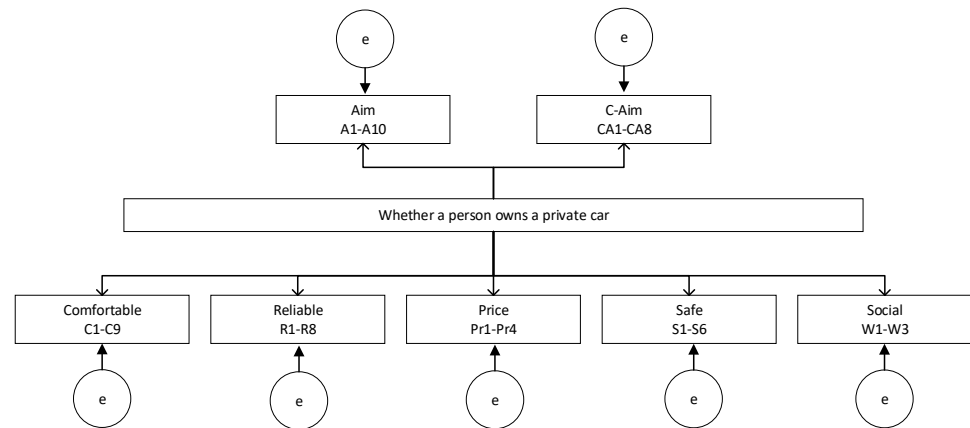 e
e
Aim
A1-A10
C-Aim
CA1-CA8
Whether a person owns a private car
Comfortable
C1-C9
Reliable
R1-R8
Price
Pr1-Pr4
Safe
S1-S6
Social
W1-W3
e
e
e
e
e